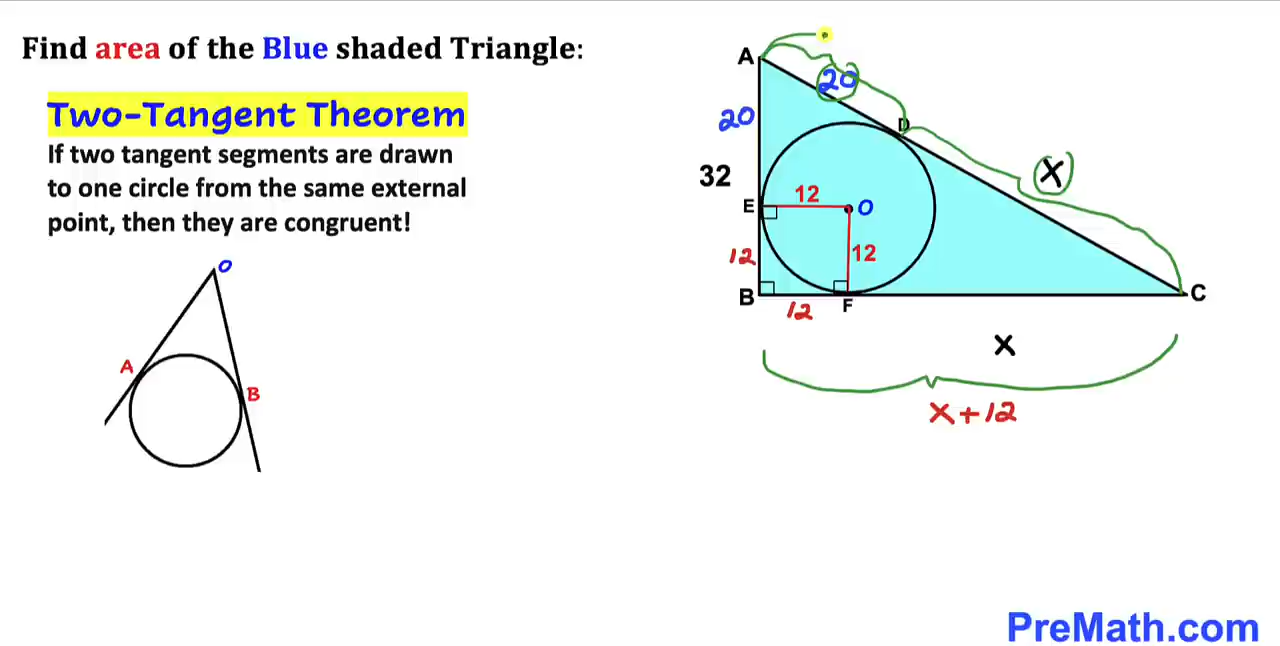 Find area of the Blue shaded Triangle:
Two-Tangent Theorem
If two tangent segments are drawn
to one circle from the same external
point, then they are congruent!
O
A
B
A
20
20
D
32
X
E
12
O
12
12
B
12
F
C
X
X+12
PreMath.com